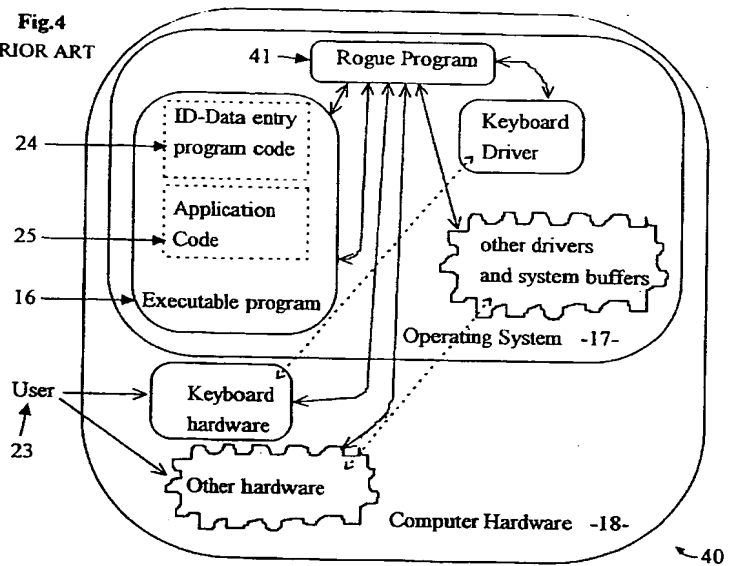 Fig.4
RIOR ART
41
Rogue Program
ID-Data entry
program code
24
Keyboard
Driver
Application
Code
25
other drivers
and system buffers
16
Executable program
Operating System -17-
User
Keyboard
hardware
23
Other hardware
Computer Hardware -18-
40